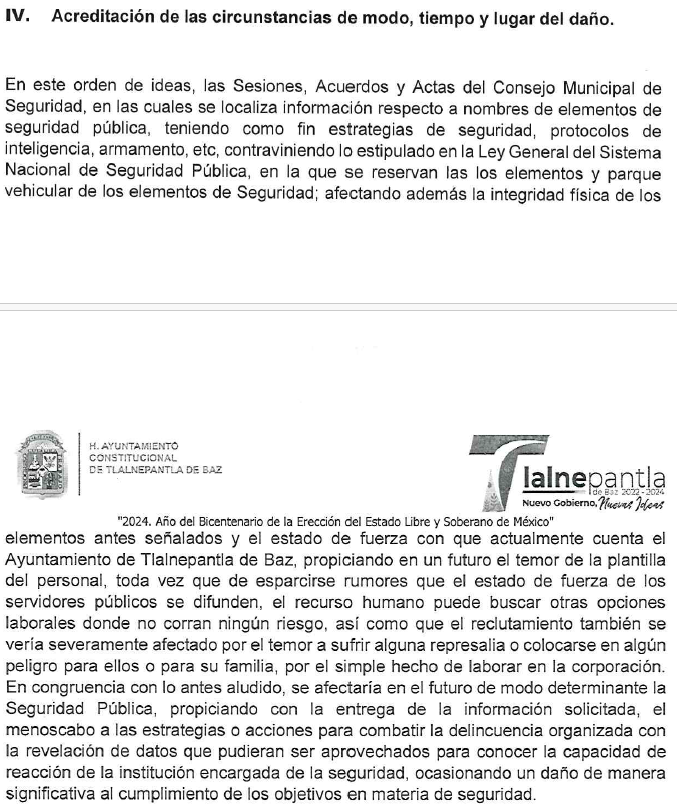 IV. Acreditación de las circunstancias de modo, tiempo y lugar del daño.
En este orden de ideas, las Sesiones, Acuerdos y Actas del Consejo Municipal de
Seguridad, en las cuales se localiza información respecto a nombres de elementos de
seguridad pública, teniendo como fin estrategias de seguridad, protocolos de
inteligencia, armamento, etc, contraviniendo lo estipulado en la Ley General del Sistema
Nacional de Seguridad Pública, en la que se reservan las los elementos y parque
vehicular de los elementos de Seguridad; afectando además la integridad física de los
H. AYUNTAMIENTO
CONSTITUCIONAL
DE TLALNEPANTLA DE BAZ
Tlalnepantla
de Baz 2022 - 2024
Nuevo Gobierno, Nuevas Ideas
"2024. Año del Bicentenario de la Erección del Estado Libre y Soberano de México"
elementos antes señalados y el estado de fuerza con que actualmente cuenta el
Ayuntamiento de Tlalnepantla de Baz, propiciando en un futuro el temor de la plantilla
del personal, toda vez que de esparcirse rumores que el estado de fuerza de los
servidores públicos se difunden, el recurso humano puede buscar otras opciones
laborales donde no corran ningún riesgo, así como que el reclutamiento también se
vería severamente afectado por el temor a sufrir alguna represalia o colocarse en algún
peligro para ellos o para su familia, por el simple hecho de laborar en la corporación.
En congruencia con lo antes aludido, se afectaría en el futuro de modo determinante la
Seguridad Pública, propiciando con la entrega de la información solicitada, el
menoscabo a las estrategias o acciones para combatir la delincuencia organizada con
la revelación de datos que pudieran ser aprovechados para conocer la capacidad de
reacción de la institución encargada de la seguridad, ocasionando un daño de manera
significativa al cumplimiento de los objetivos en materia de seguridad.